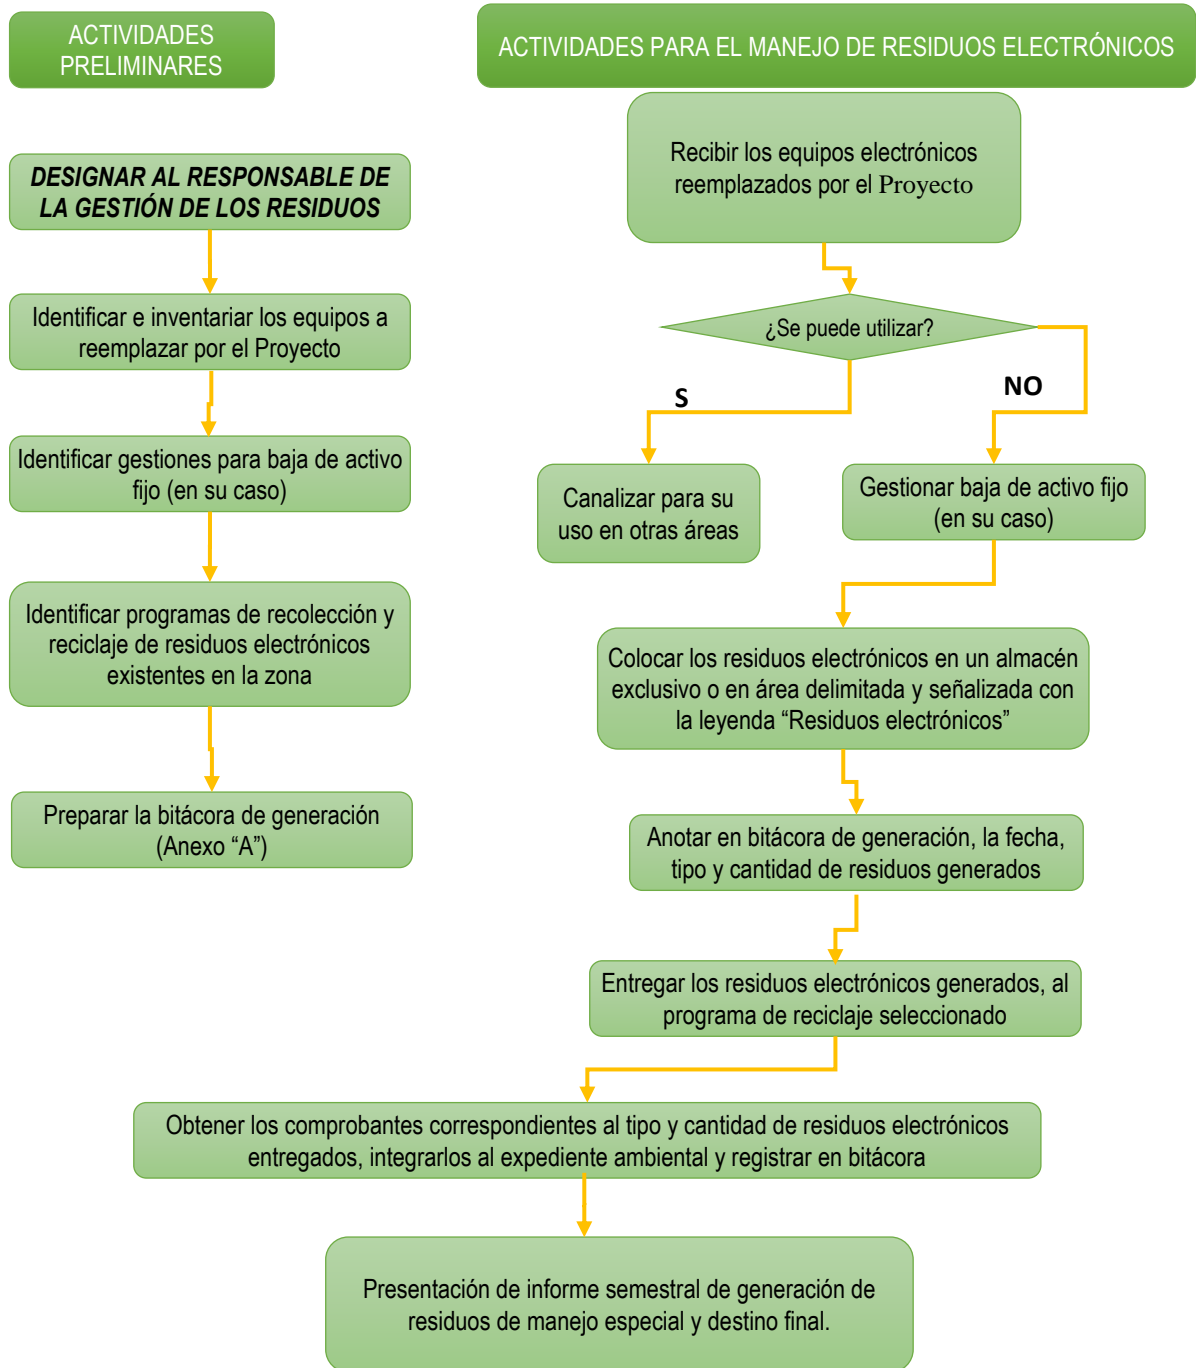 ACTIVIDADES
PRELIMINARES
DESIGNAR AL RESPONSABLE DE
LA GESTIÓN DE LOS RESIDUOS
Identificar e inventariar los equipos a
reemplazar por el Proyecto
Identificar gestiones para baja de activo
fijo (en su caso)
Identificar programas de recolección y
reciclaje de residuos electrónicos
existentes en la zona
Preparar la bitácora de generación
(Anexo “A”)
ACTIVIDADES PARA EL MANEJO DE RESIDUOS ELECTRÓNICOS
Recibir los equipos electrónicos
reemplazados por el Proyecto
¿Se puede utilizar?
S
NO
Canalizar para su
uso en otras áreas
Gestionar baja de activo fijo
(en su caso)
Colocar los residuos electrónicos en un almacén
exclusivo o en área delimitada y señalizada con
la leyenda “Residuos electrónicos”
Anotar en bitácora de generación, la fecha,
tipo y cantidad de residuos generados
Entregar los residuos electrónicos generados, al
programa de reciclaje seleccionado
Obtener los comprobantes correspondientes al tipo y cantidad de residuos electrónicos
entregados, integrarlos al expediente ambiental y registrar en bitácora
Presentación de informe semestral de generación de
residuos de manejo especial y destino final.